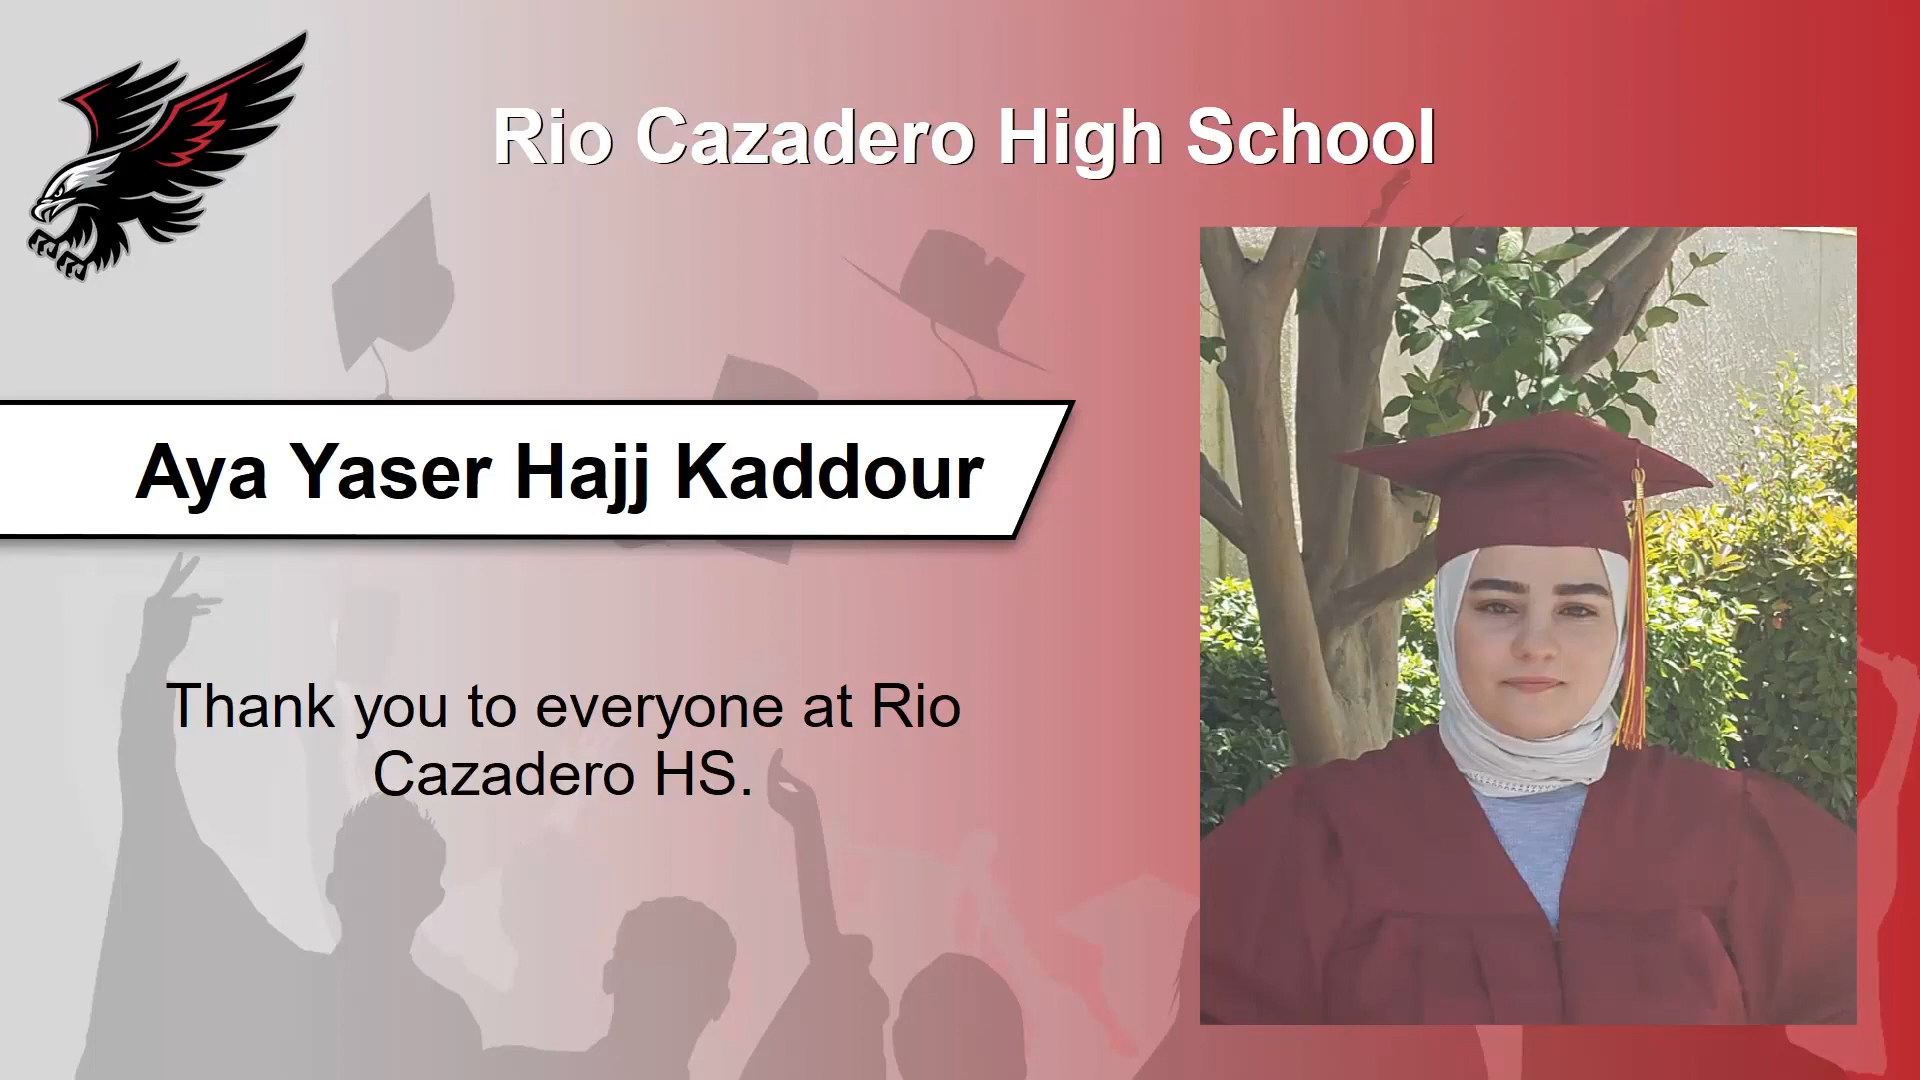 Rio Cazadero High School
Aya Yaser Hajj Kaddour
Thank you to everyone at Rio
Cazadero HS.